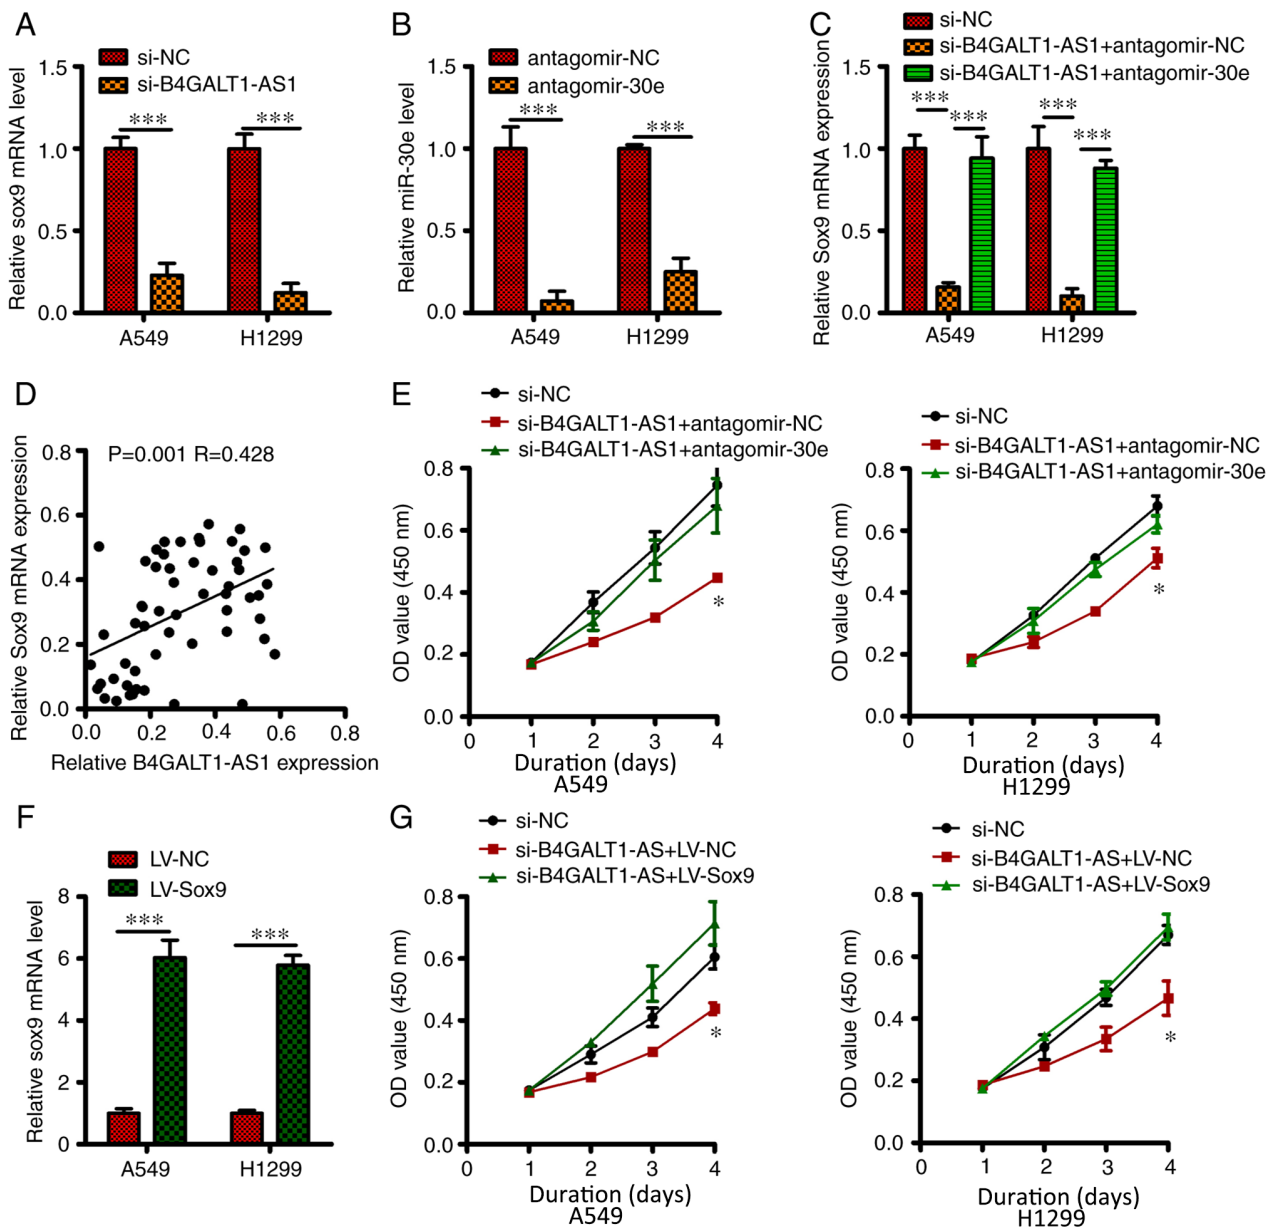 A
si-NC
si-B4GALT1-AS1
Relative sox9 mRNA level
1.5
1.0
0.5
0.0
***
***
A549
H1299
B
antagomir-NC
antagomir-30e
Relative miR-30e level
1.5
1.0
0.5
0.0
***
***
A549
H1299
C
si-NC
si-B4GALT1-AS1+antagomir-NC
si-B4GALT1-AS1+antagomir-30e
Relative Sox9 mRNA expression
1.5
1.0
0.5
0.0
***
***
***
***
A549
H1299
D
P=0.001 R=0.428
Relative Sox9 mRNA expression
0.8
0.6
0.4
0.2
0.0
0.0 0.2 0.4 0.6 0.8
Relative B4GALT1-AS1 expression
E
si-NC
si-B4GALT1-AS1+antagomir-NC
si-B4GALT1-AS1+antagomir-30e
OD value (450 nm)
0.8
0.6
0.4
0.2
0.0
*
0 1 2 3 4
Duration (days)
A549
si-NC
si-B4GALT1-AS1+antagomir-NC
si-B4GALT1-AS1+antagomir-30e
OD value (450 nm)
0.8
0.6
0.4
0.2
0.0
*
0 1 2 3 4
Duration (days)
H1299
F
LV-NC
LV-Sox9
Relative sox9 mRNA level
8
6
4
2
0
***
***
A549
H1299
G
si-NC
si-B4GALT1-AS+LV-NC
si-B4GALT1-AS+LV-Sox9
OD value (450 nm)
0.8
0.6
0.4
0.2
0.0
*
0 1 2 3 4
Duration (days)
A549
si-NC
si-B4GALT1-AS+LV-NC
si-B4GALT1-AS+LV-Sox9
OD value (450 nm)
0.8
0.6
0.4
0.2
0.0
*
0 1 2 3 4
Duration (days)
H1299